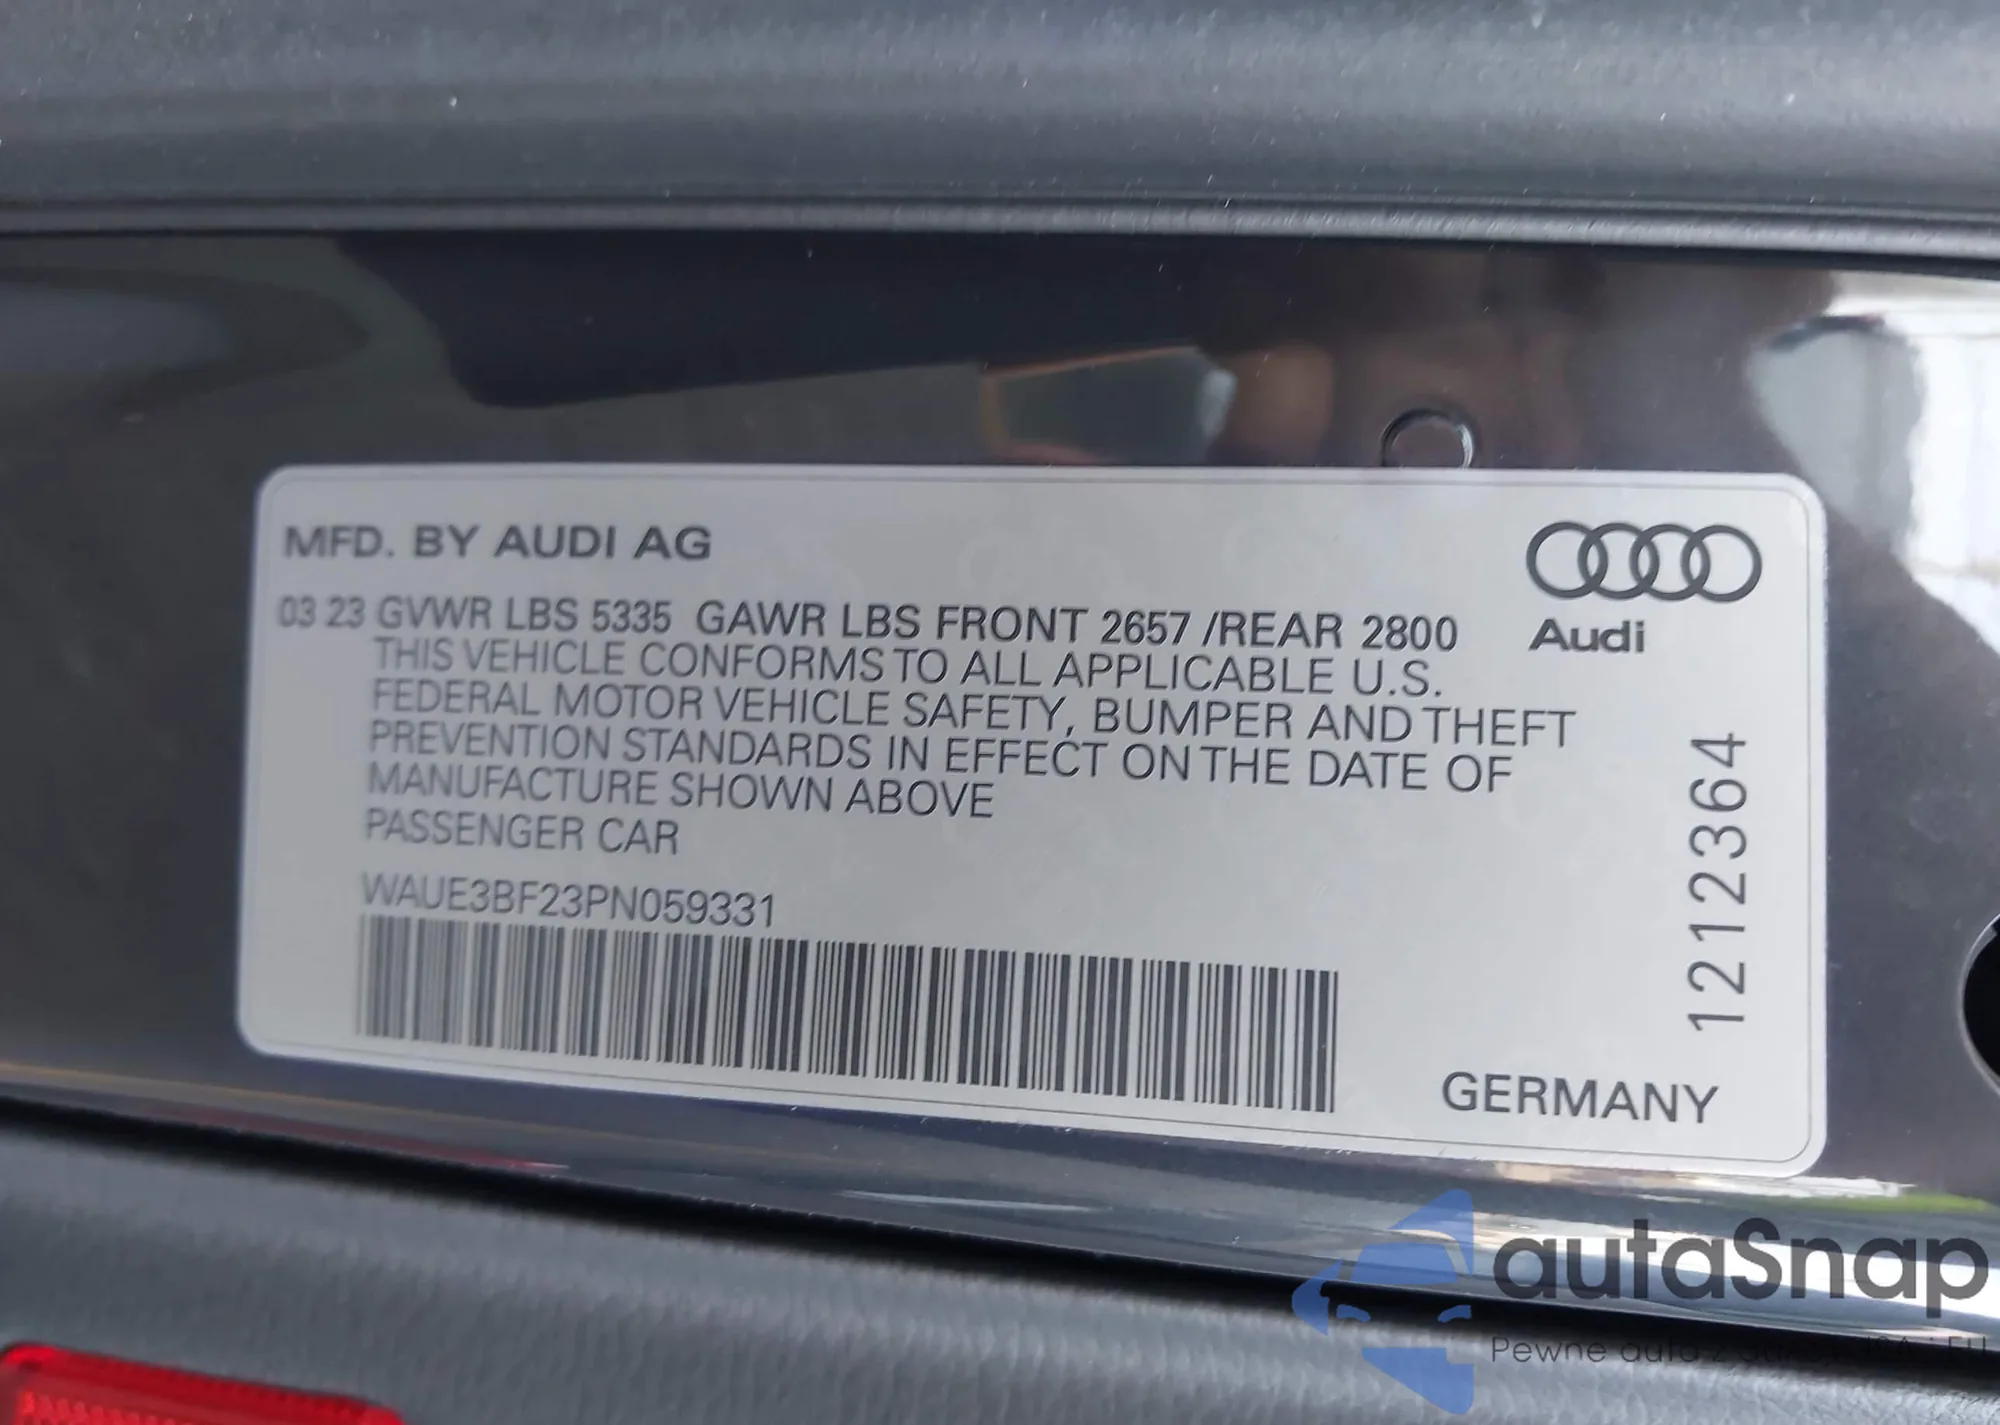 MFD. BY AUDI AG
03 23 GVWR LBS 5335 GAWR LBS FRONT 2657 /REAR 2800
THIS VEHICLE CONFORMS TO ALL APPLICABLE U.S.
FEDERAL MOTOR VEHICLE SAFETY, BUMPER AND THEFT
PREVENTION STANDARDS IN EFFECT ON THE DATE OF
MANUFACTURE SHOWN ABOVE
PASSENGER CAR
WAUE3BF23PN059331
Audi
1212364
GERMANY
autaSnap
Pewne auta z